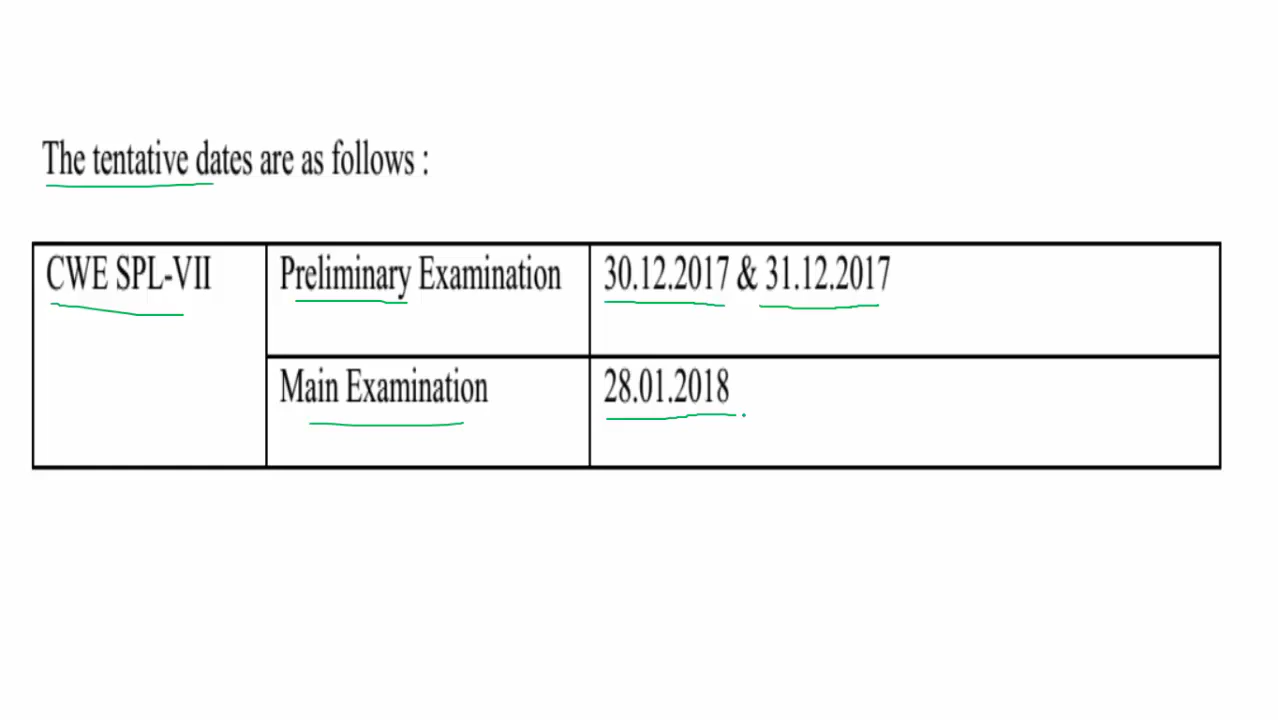 The tentative dates are as follows :
CWE SPL-VII Preliminary Examination 30.12.2017 & 31.12.2017
Main Examination 28.01.2018